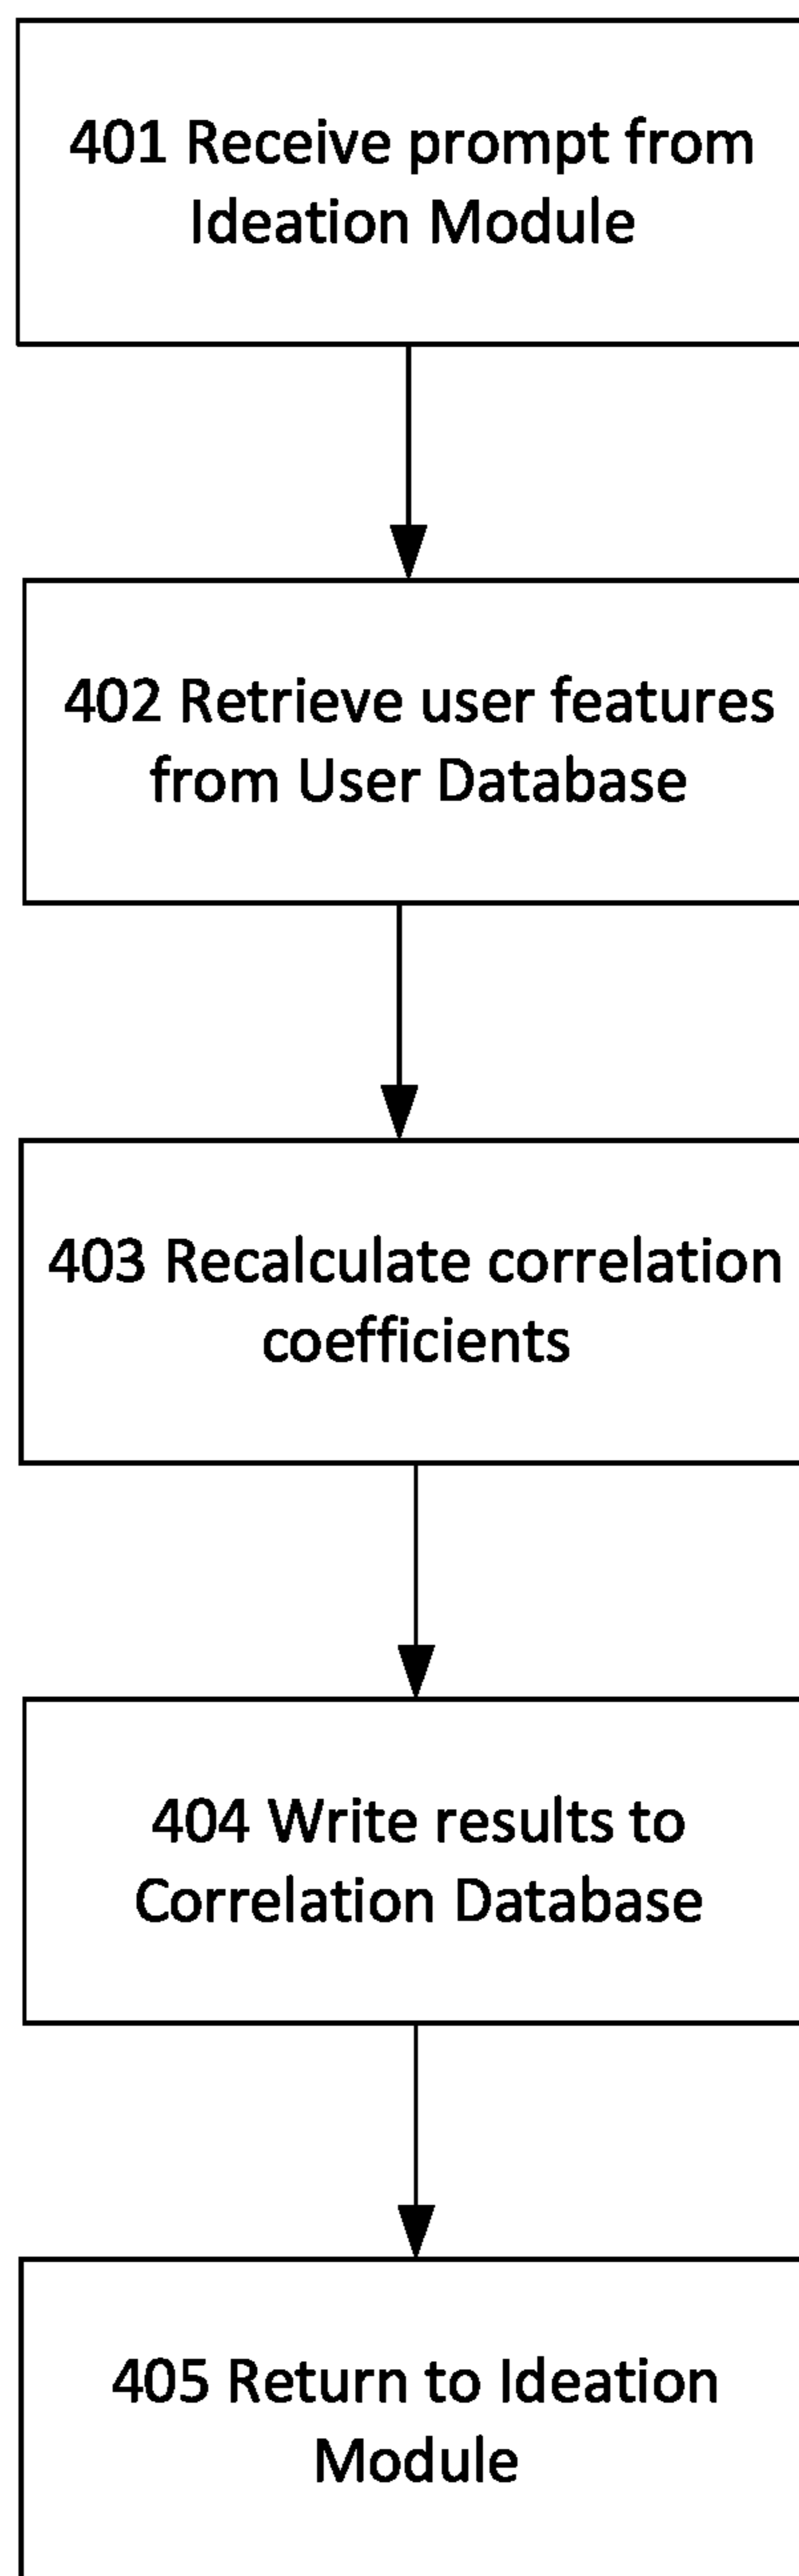 401 Receive prompt from
Ideation Module
402 Retrieve user features
from User Database
403 Recalculate correlation
coefficients
404 Write results to
Correlation Database
405 Return to Ideation
Module